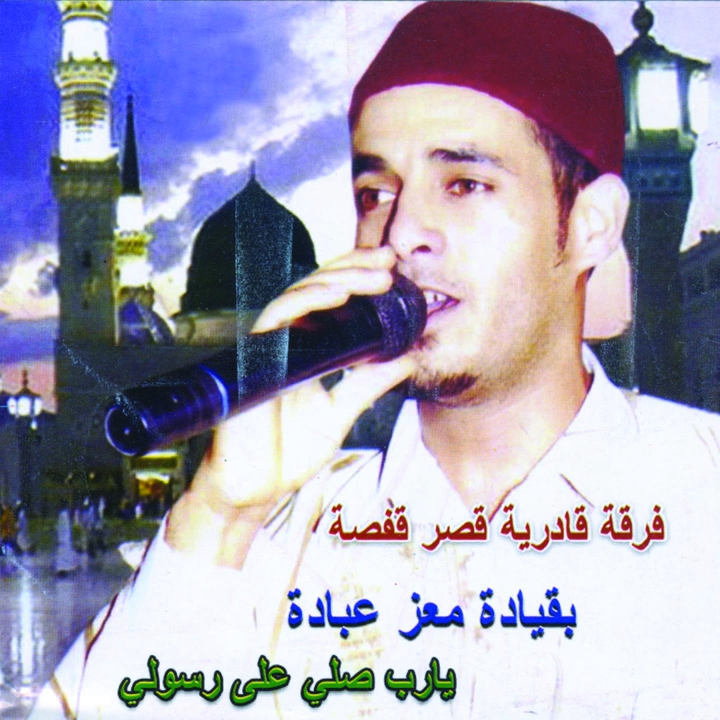 فرقة قادرية قصر قفصة
بقيادة معز عبادة
يارب صلي على رسولي